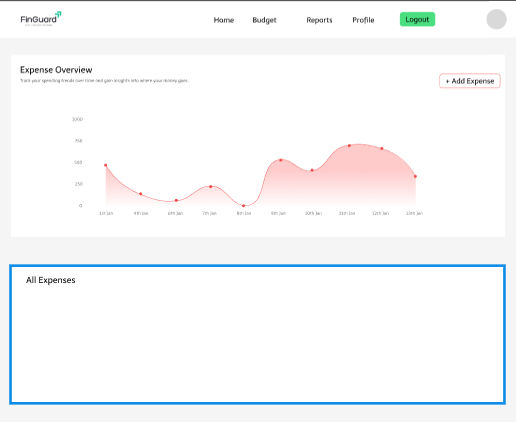 FinGuard
Home Budget Reports Profile Logout
Expense Overview
Track your spending trends over time and gain insights into where your money goes.
+ Add Expense
1000
750
500
250
0
1st Jan 4th Jan 6th Jan 7th Jan 8th Jan 9th Jan 10th Jan 11th Jan 12th Jan 13th Jan
All Expenses